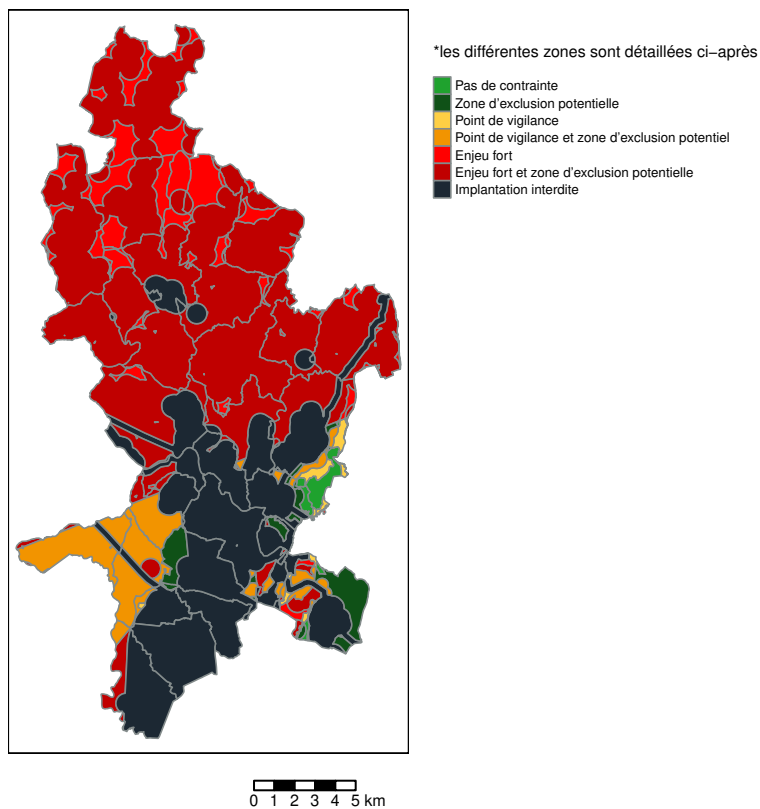 *les différentes zones sont détaillées ci–après
Pas de contrainte
Zone d'exclusion potentielle
Point de vigilance
Point de vigilance et zone d'exclusion potentiel
Enjeu fort
Enjeu fort et zone d'exclusion potentielle
Implantation interdite
0 1 2 3 4 5 km